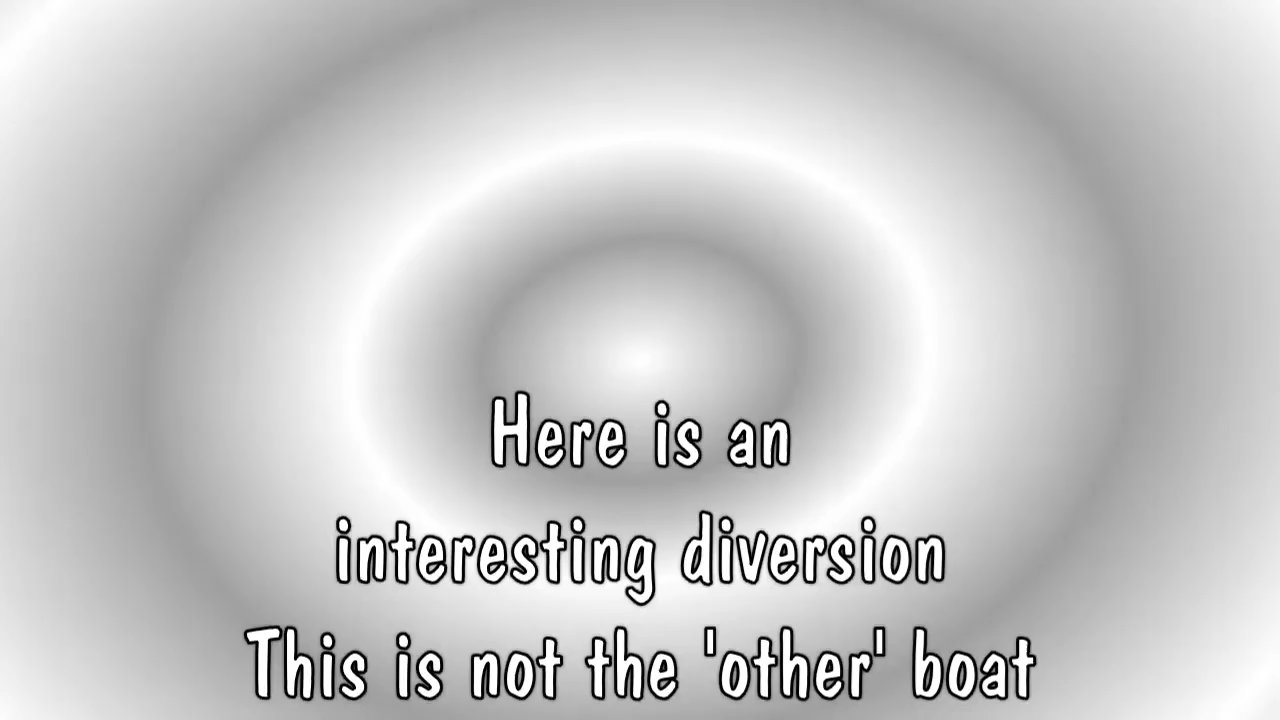 Here is an
interesting diversion
This is not the 'other' boat